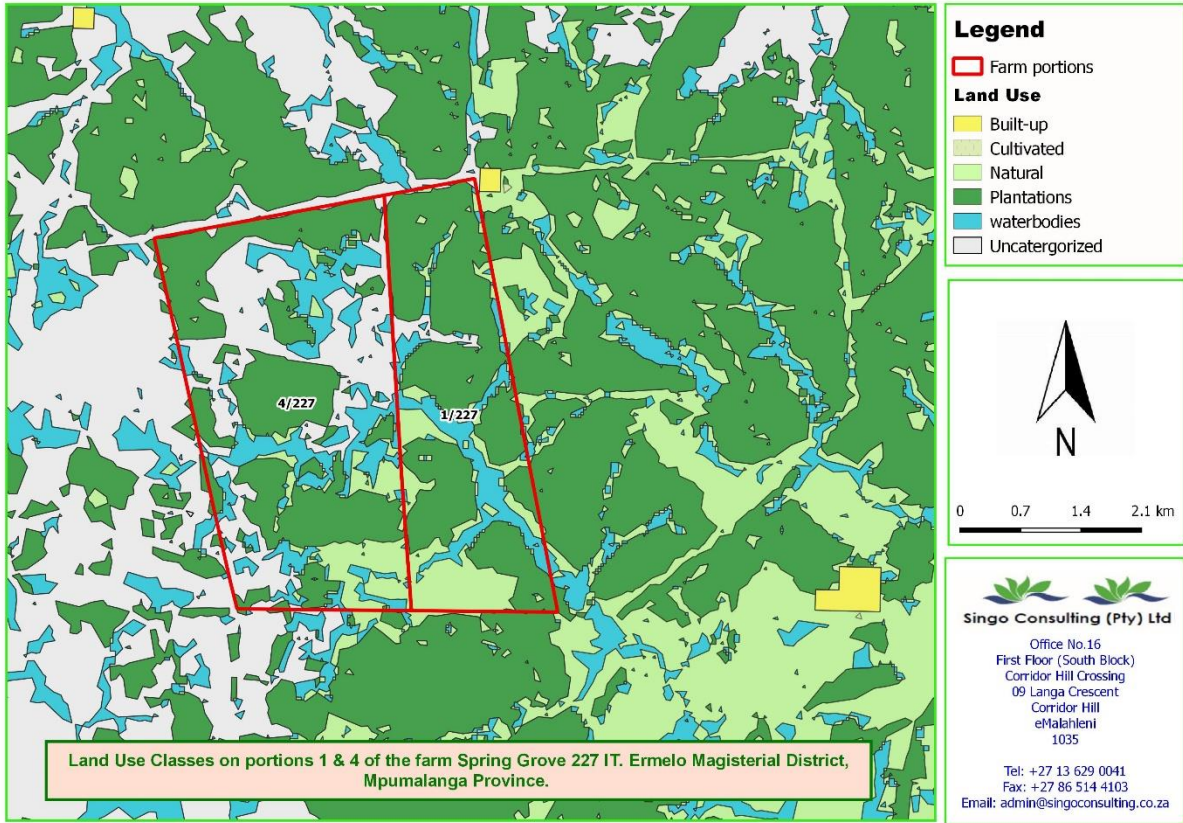 4/227
1/227
Land Use Classes on portions 1 & 4 of the farm Spring Grove 227 IT. Ermelo Magisterial District,
Mpumalanga Province.
Legend
Farm portions
Land Use
Built-up
Cultivated
Natural
Plantations
waterbodies
Uncatergorized
N
0 0.7 1.4 2.1 km
Singo Consulting (Pty) Ltd
Office No.16
First Floor (South Block)
Corridor Hill Crossing
09 Langa Crescent
Corridor Hill
eMalahleni
1035
Tel: +27 13 629 0041
Fax: +27 86 514 4103
Email: admin@singoconsulting.co.za